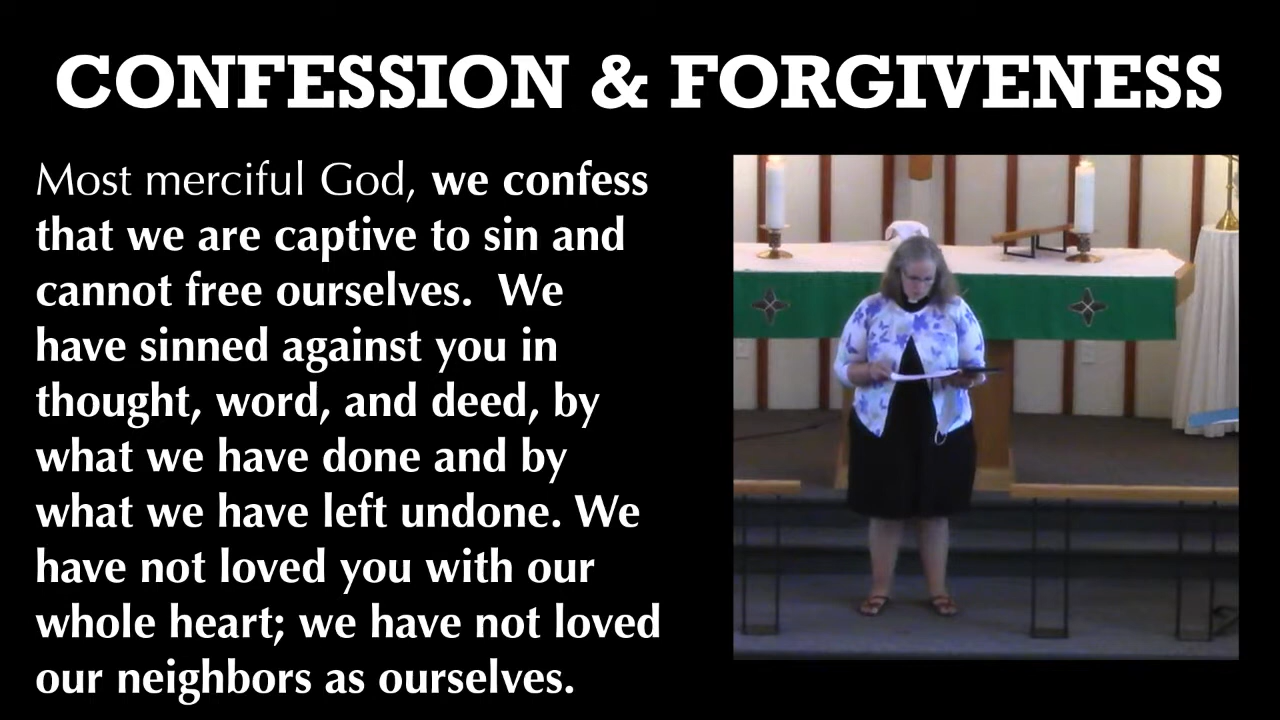 CONFESSION & FORGIVENESS
Most merciful God, we confess
that we are captive to sin and
cannot free ourselves.  We
have sinned against you in
thought, word, and deed, by
what we have done and by
what we have left undone. We
have not loved you with our
whole heart; we have not loved
our neighbors as ourselves.